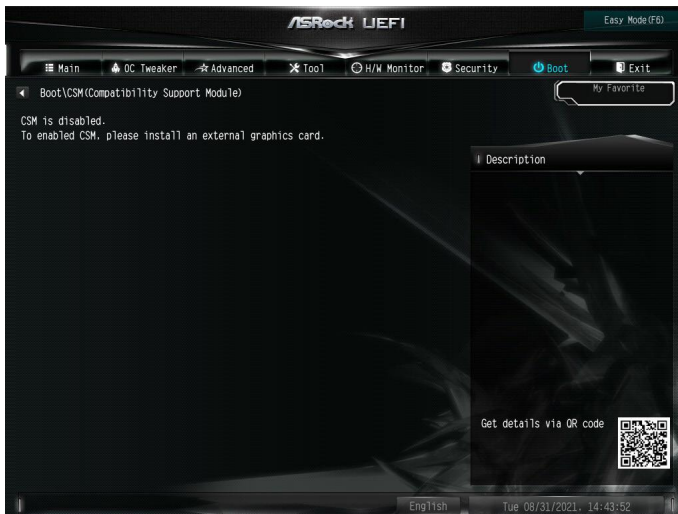 ASRock UEFI
Easy Mode(F6)
Main OC Tweaker Advanced Tool H/W Monitor Security Boot Exit
Boot\CSM(Compatibility Support Module)
My Favorite
CSM is disabled.
To enabled CSM. please install an external graphics card.
Description
Get details via QR code
English
Tue 08/31/2021. 14:43:52